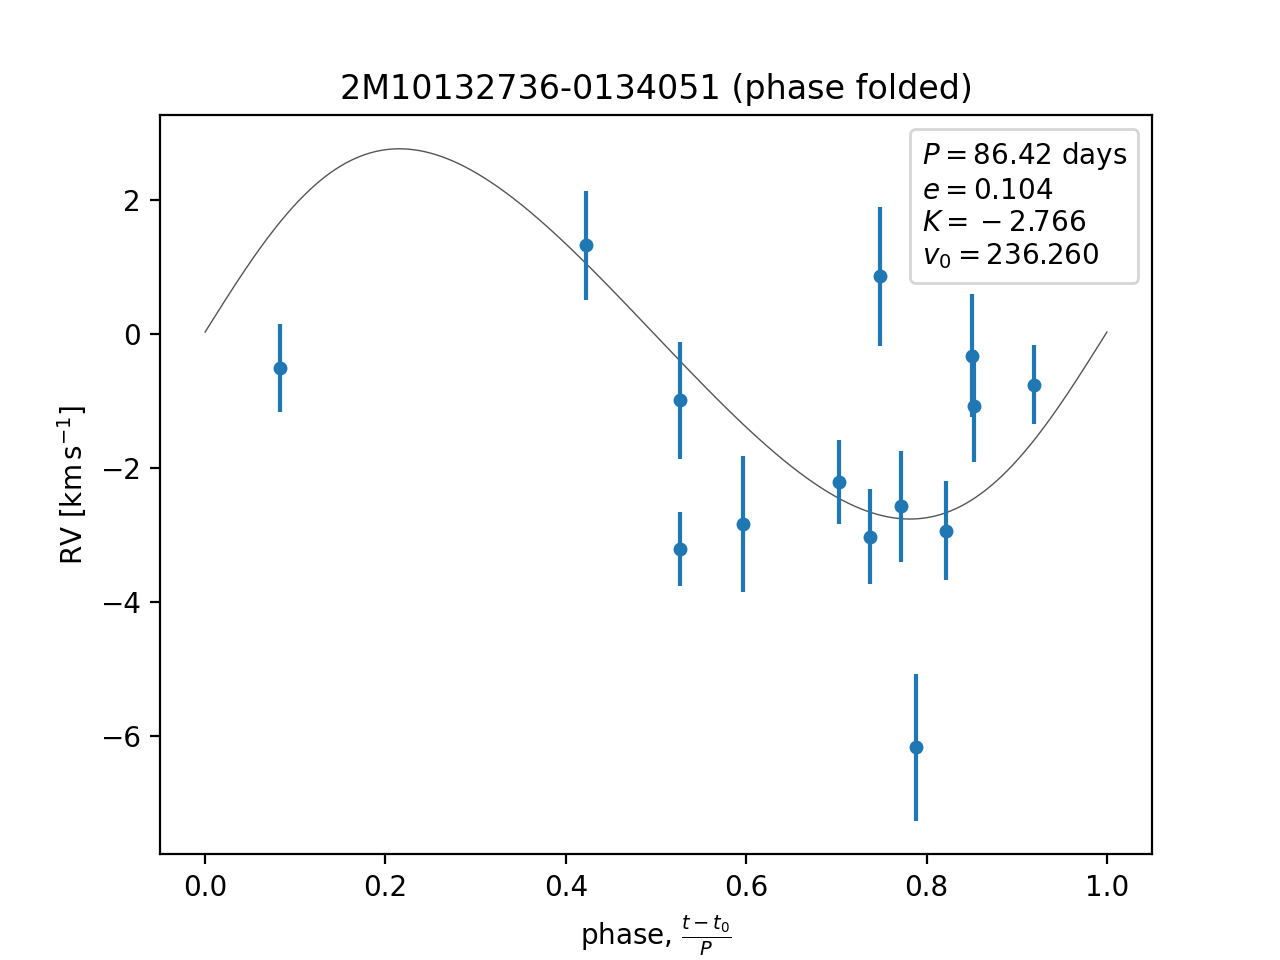 2M10132736-0134051 (phase folded)
P = 86.42 days
e = 0.104
K = −2.766
v₀ = 236.260
RV [km s⁻¹]
2
0
−2
−4
−6
0.0 0.2 0.4 0.6 0.8 1.0
phase, (t − t₀)/P